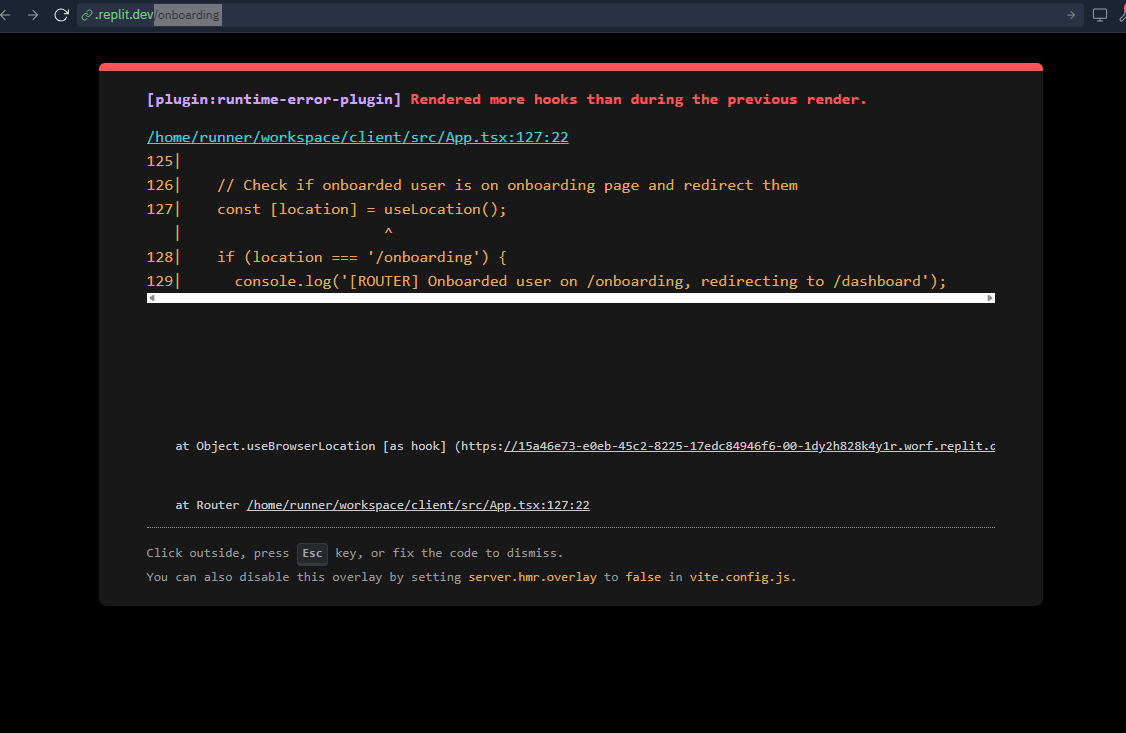 .replit.dev/onboarding
[plugin:runtime-error-plugin] Rendered more hooks than during the previous render.
/home/runner/workspace/client/src/App.tsx:127:22
125|
126|    // Check if onboarded user is on onboarding page and redirect them
127|    const [location] = useLocation();
   |                        ^
128|    if (location === '/onboarding') {
129|      console.log('[ROUTER] Onboarded user on /onboarding, redirecting to /dashboard');
at Object.useBrowserLocation [as hook] (https://15a46e73-e0eb-45c2-8225-17edc84946f6-00-1dy2h828k4y1r.worf.replit.
at Router /home/runner/workspace/client/src/App.tsx:127:22
Click outside, press Esc key, or fix the code to dismiss.
You can also disable this overlay by setting server.hmr.overlay to false in vite.config.js.